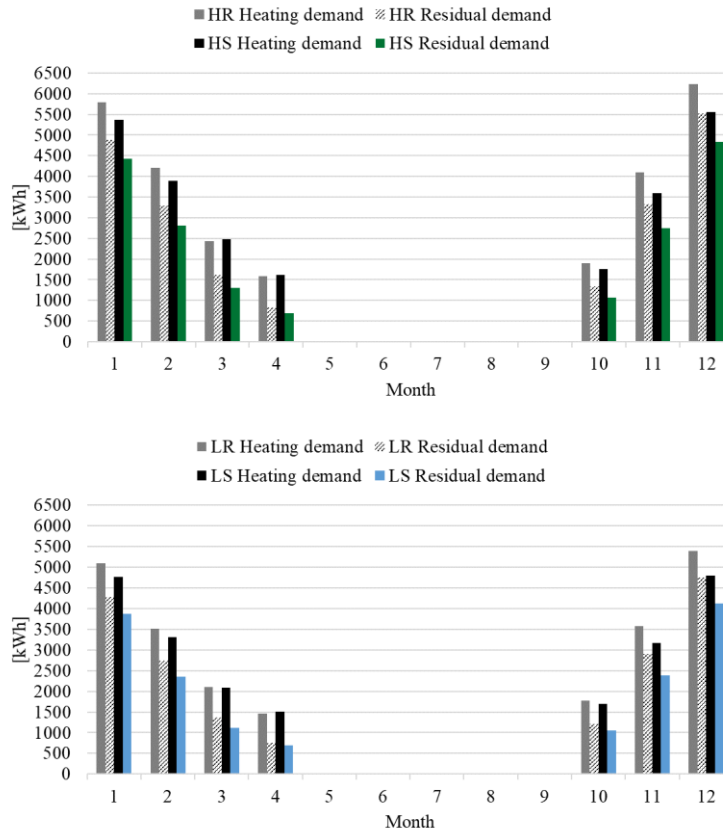 HR Heating demand HR Residual demand
HS Heating demand HS Residual demand
6500
6000
5500
5000
4500
4000
3500
3000
2500
2000
1500
1000
500
0
[kWh]
1 2 3 4 5 6 7 8 9 10 11 12
Month
LR Heating demand LR Residual demand
LS Heating demand LS Residual demand
6500
6000
5500
5000
4500
4000
3500
3000
2500
2000
1500
1000
500
0
[kWh]
1 2 3 4 5 6 7 8 9 10 11 12
Month